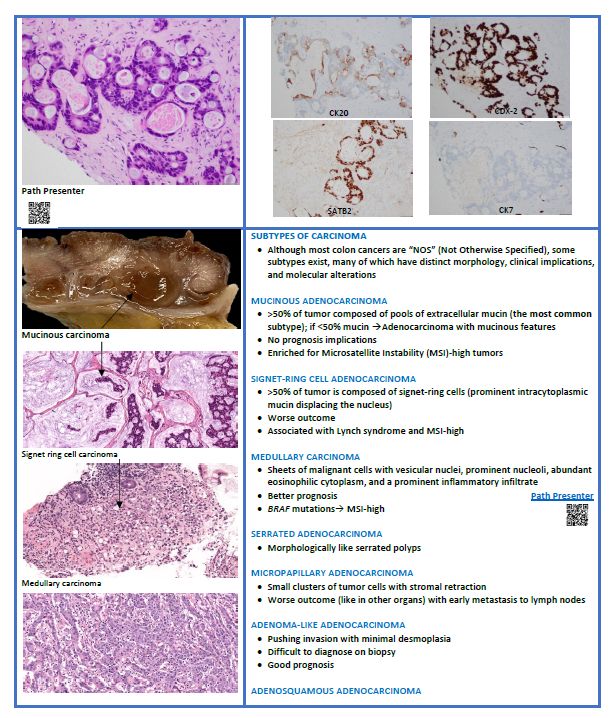 CK20
CDX-2
SATB2
CK7
Path Presenter
Mucinous carcinoma
Signet ring cell carcinoma
Medullary carcinoma
SUBTYPES OF CARCINOMA
• Although most colon cancers are “NOS” (Not Otherwise Specified), some
subtypes exist, many of which have distinct morphology, clinical implications,
and molecular alterations
MUCINOUS ADENOCARCINOMA
• >50% of tumor composed of pools of extracellular mucin (the most common
subtype); if <50% mucin →Adenocarcinoma with mucinous features
• No prognosis implications
• Enriched for Microsatellite Instability (MSI)-high tumors
SIGNET-RING CELL ADENOCARCINOMA
• >50% of tumor is composed of signet-ring cells (prominent intracytoplasmic
mucin displacing the nucleus)
• Worse outcome
• Associated with Lynch syndrome and MSI-high
MEDULLARY CARCINOMA
• Sheets of malignant cells with vesicular nuclei, prominent nucleoli, abundant
eosinophilic cytoplasm, and a prominent inflammatory infiltrate
• Better prognosis
Path Presenter
• BRAF mutations→ MSI-high
SERRATED ADENOCARCINOMA
• Morphologically like serrated polyps
MICROPAPILLARY ADENOCARCINOMA
• Small clusters of tumor cells with stromal retraction
• Worse outcome (like in other organs) with early metastasis to lymph nodes
ADENOMA-LIKE ADENOCARCINOMA
• Pushing invasion with minimal desmoplasia
• Difficult to diagnose on biopsy
• Good prognosis
ADENOSQUAMOUS ADENOCARCINOMA